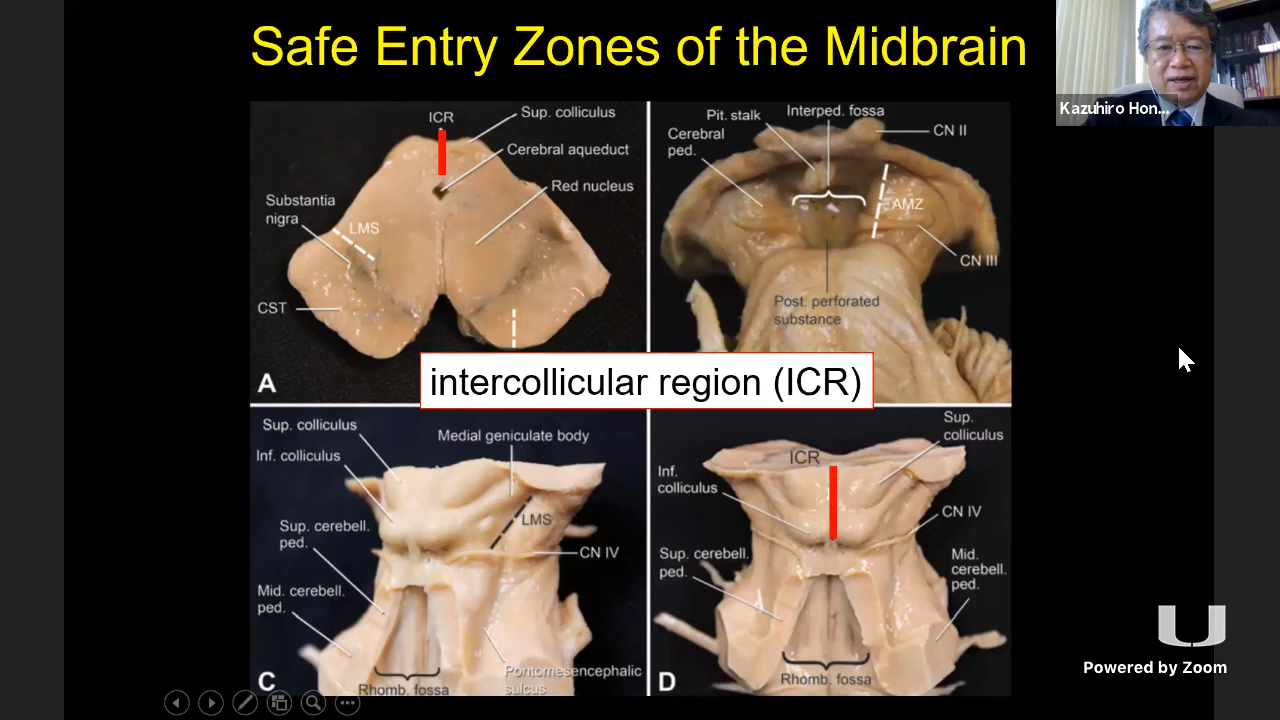 Safe Entry Zones of the Midbrain
Kazuhiro Hon...
ICR
Sup. colliculus
Cerebral aqueduct
Red nucleus
Substantia
nigra
LMS
CST
A
Pit. stalk
Interped. fossa
CN II
Cerebral
ped.
AMZ
CN III
Post. perforated
substance
intercollicular region (ICR)
Sup. colliculus
Medial geniculate body
Inf. colliculus
LMS
Sup. cerebell.
ped.
CN IV
Mid. cerebell.
ped.
Pontomesencephalic
sulcus
C
Rhomb. fossa
Sup.
colliculus
ICR
Inf.
colliculus
CN IV
Sup. cerebell.
ped.
Mid.
cerebell.
ped.
D
Rhomb. fossa
U
Powered by Zoom